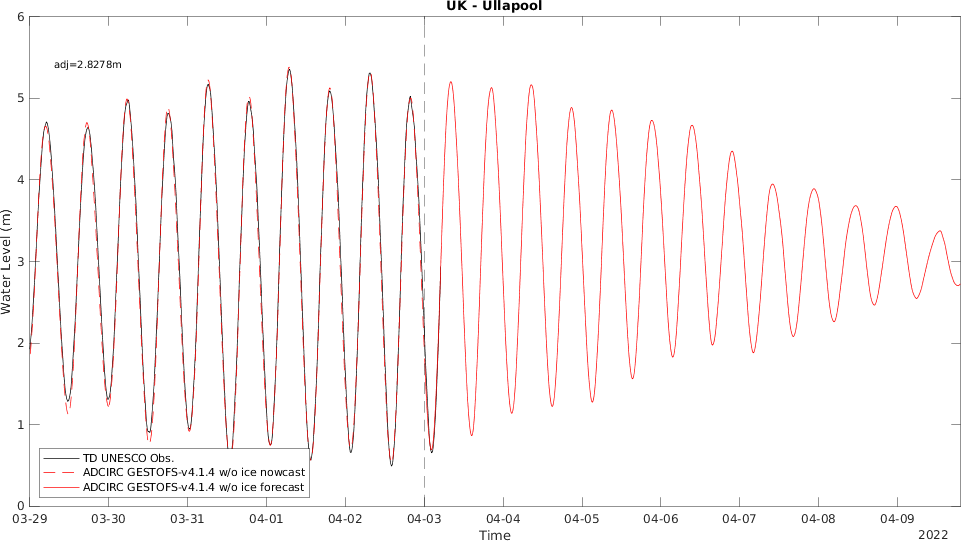 UK - Ullapool
6
adj=2.8278m
5
4
3
2
1
0
Water Level (m)
TD UNESCO Obs.
ADCIRC GESTOFS-v4.1.4 w/o ice nowcast
ADCIRC GESTOFS-v4.1.4 w/o ice forecast
03-29 03-30 03-31 04-01 04-02 04-03 04-04 04-05 04-06 04-07 04-08 04-09
Time
2022